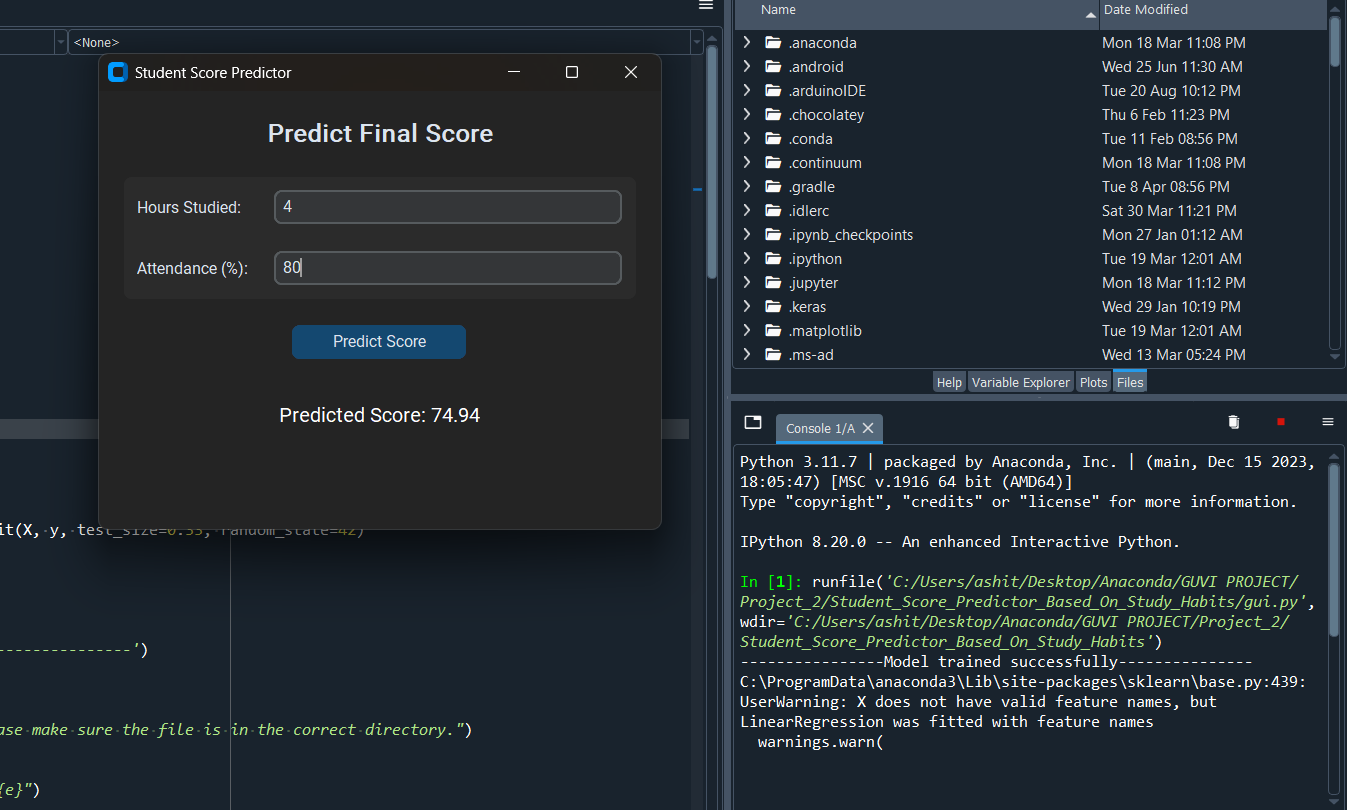 <None>
Student Score Predictor
Predict Final Score
Hours Studied: 4
Attendance (%): 80
Predict Score
Predicted Score: 74.94
it(X, y, test_size=0.33, random_state=42)
---------------')
ase make sure the file is in the correct directory.")
{e}")
Name Date Modified
.anaconda Mon 18 Mar 11:08 PM
.android Wed 25 Jun 11:30 AM
.arduinoIDE Tue 20 Aug 10:12 PM
.chocolatey Thu 6 Feb 11:23 PM
.conda Tue 11 Feb 08:56 PM
.continuum Mon 18 Mar 11:08 PM
.gradle Tue 8 Apr 08:56 PM
.idlerc Sat 30 Mar 11:21 PM
.ipynb_checkpoints Mon 27 Jan 01:12 AM
.ipython Tue 19 Mar 12:01 AM
.jupyter Mon 18 Mar 11:12 PM
.keras Wed 29 Jan 10:19 PM
.matplotlib Tue 19 Mar 12:01 AM
.ms-ad Wed 13 Mar 05:24 PM
Help Variable Explorer Plots Files
Console 1/A
Python 3.11.7 | packaged by Anaconda, Inc. | (main, Dec 15 2023,
18:05:47) [MSC v.1916 64 bit (AMD64)]
Type "copyright", "credits" or "license" for more information.
IPython 8.20.0 -- An enhanced Interactive Python.
In [1]: runfile('C:/Users/ashit/Desktop/Anaconda/GUVI PROJECT/
Project_2/Student_Score_Predictor_Based_On_Study_Habits/gui.py',
wdir='C:/Users/ashit/Desktop/Anaconda/GUVI PROJECT/Project_2/
Student_Score_Predictor_Based_On_Study_Habits')
----------------Model trained successfully---------------
C:\ProgramData\anaconda3\Lib\site-packages\sklearn\base.py:439:
UserWarning: X does not have valid feature names, but
LinearRegression was fitted with feature names
warnings.warn(